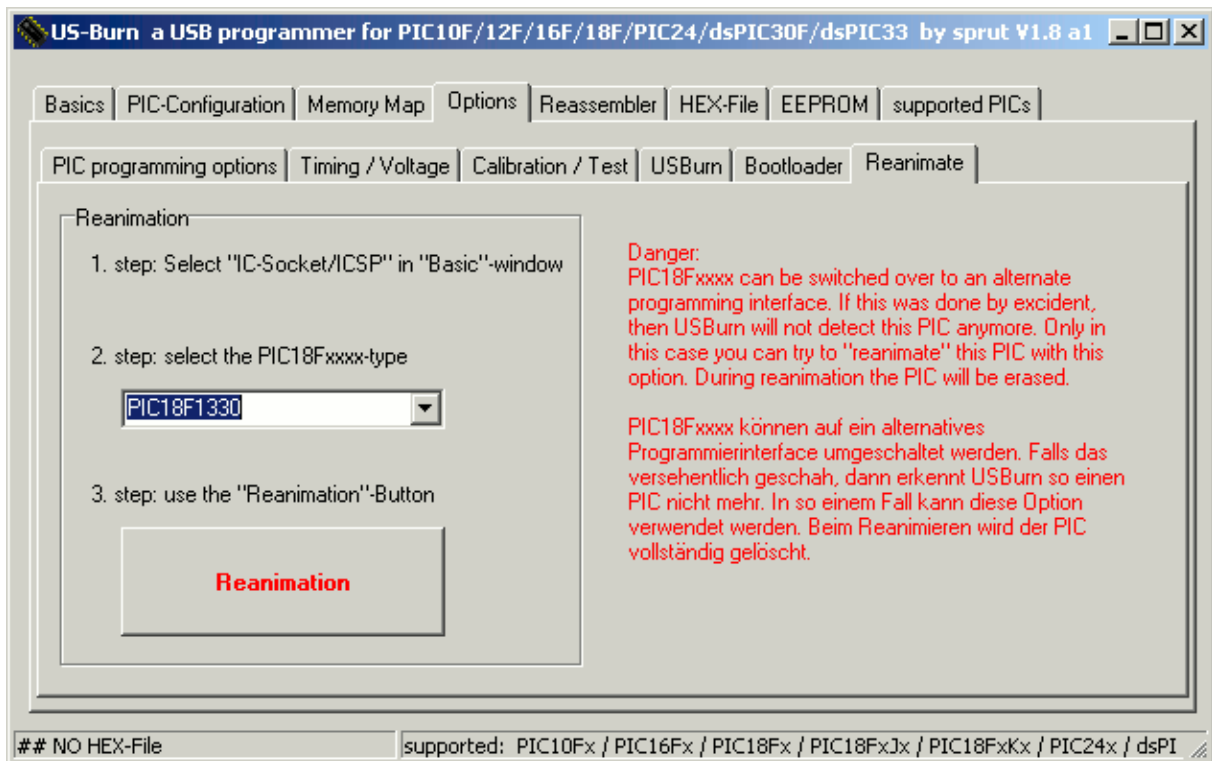 US-Burn a USB programmer for PIC10F/12F/16F/18F/PIC24/dsPIC30F/dsPIC33 by sprut V1.8 a1
Basics PIC-Configuration Memory Map Options Reassembler HEX-File EEPROM supported PICs
PIC programming options Timing / Voltage Calibration / Test USBurn Bootloader Reanimate
Reanimation
1. step: Select "IC-Socket/ICSP" in "Basic"-window
2. step: select the PIC18Fxxxx-type
PIC18F1330
3. step: use the "Reanimation"-Button
Reanimation
Danger:
PIC18Fxxxx can be switched over to an alternate
programming interface. If this was done by excident,
then USBurn will not detect this PIC anymore. Only in
this case you can try to "reanimate" this PIC with this
option. During reanimation the PIC will be erased.
PIC18Fxxxx können auf ein alternatives
Programmierinterface umgeschaltet werden. Falls das
versehentlich geschah, dann erkennt USBurn so einen
PIC nicht mehr. In so einem Fall kann diese Option
verwendet werden. Beim Reanimieren wird der PIC
vollständig gelöscht.
## NO HEX-File
supported: PIC10Fx / PIC16Fx / PIC18Fx / PIC18FxJx / PIC18FxKx / PIC24x / dsPI